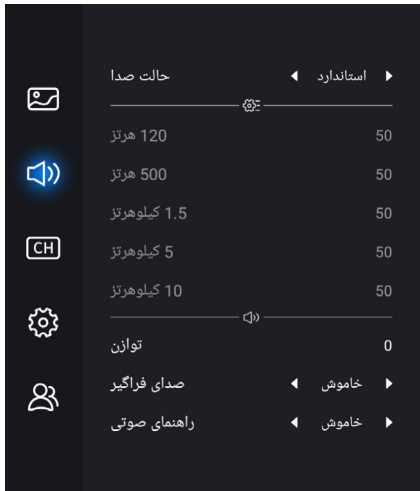 حالت صدا استاندارد
120 هرتز 50
500 هرتز 50
1.5 کیلوهرتز 50
CH
5 کیلوهرتز 50
10 کیلوهرتز 50
توازن 0
صدای فراگیر خاموش
راهنمای صوتی خاموش